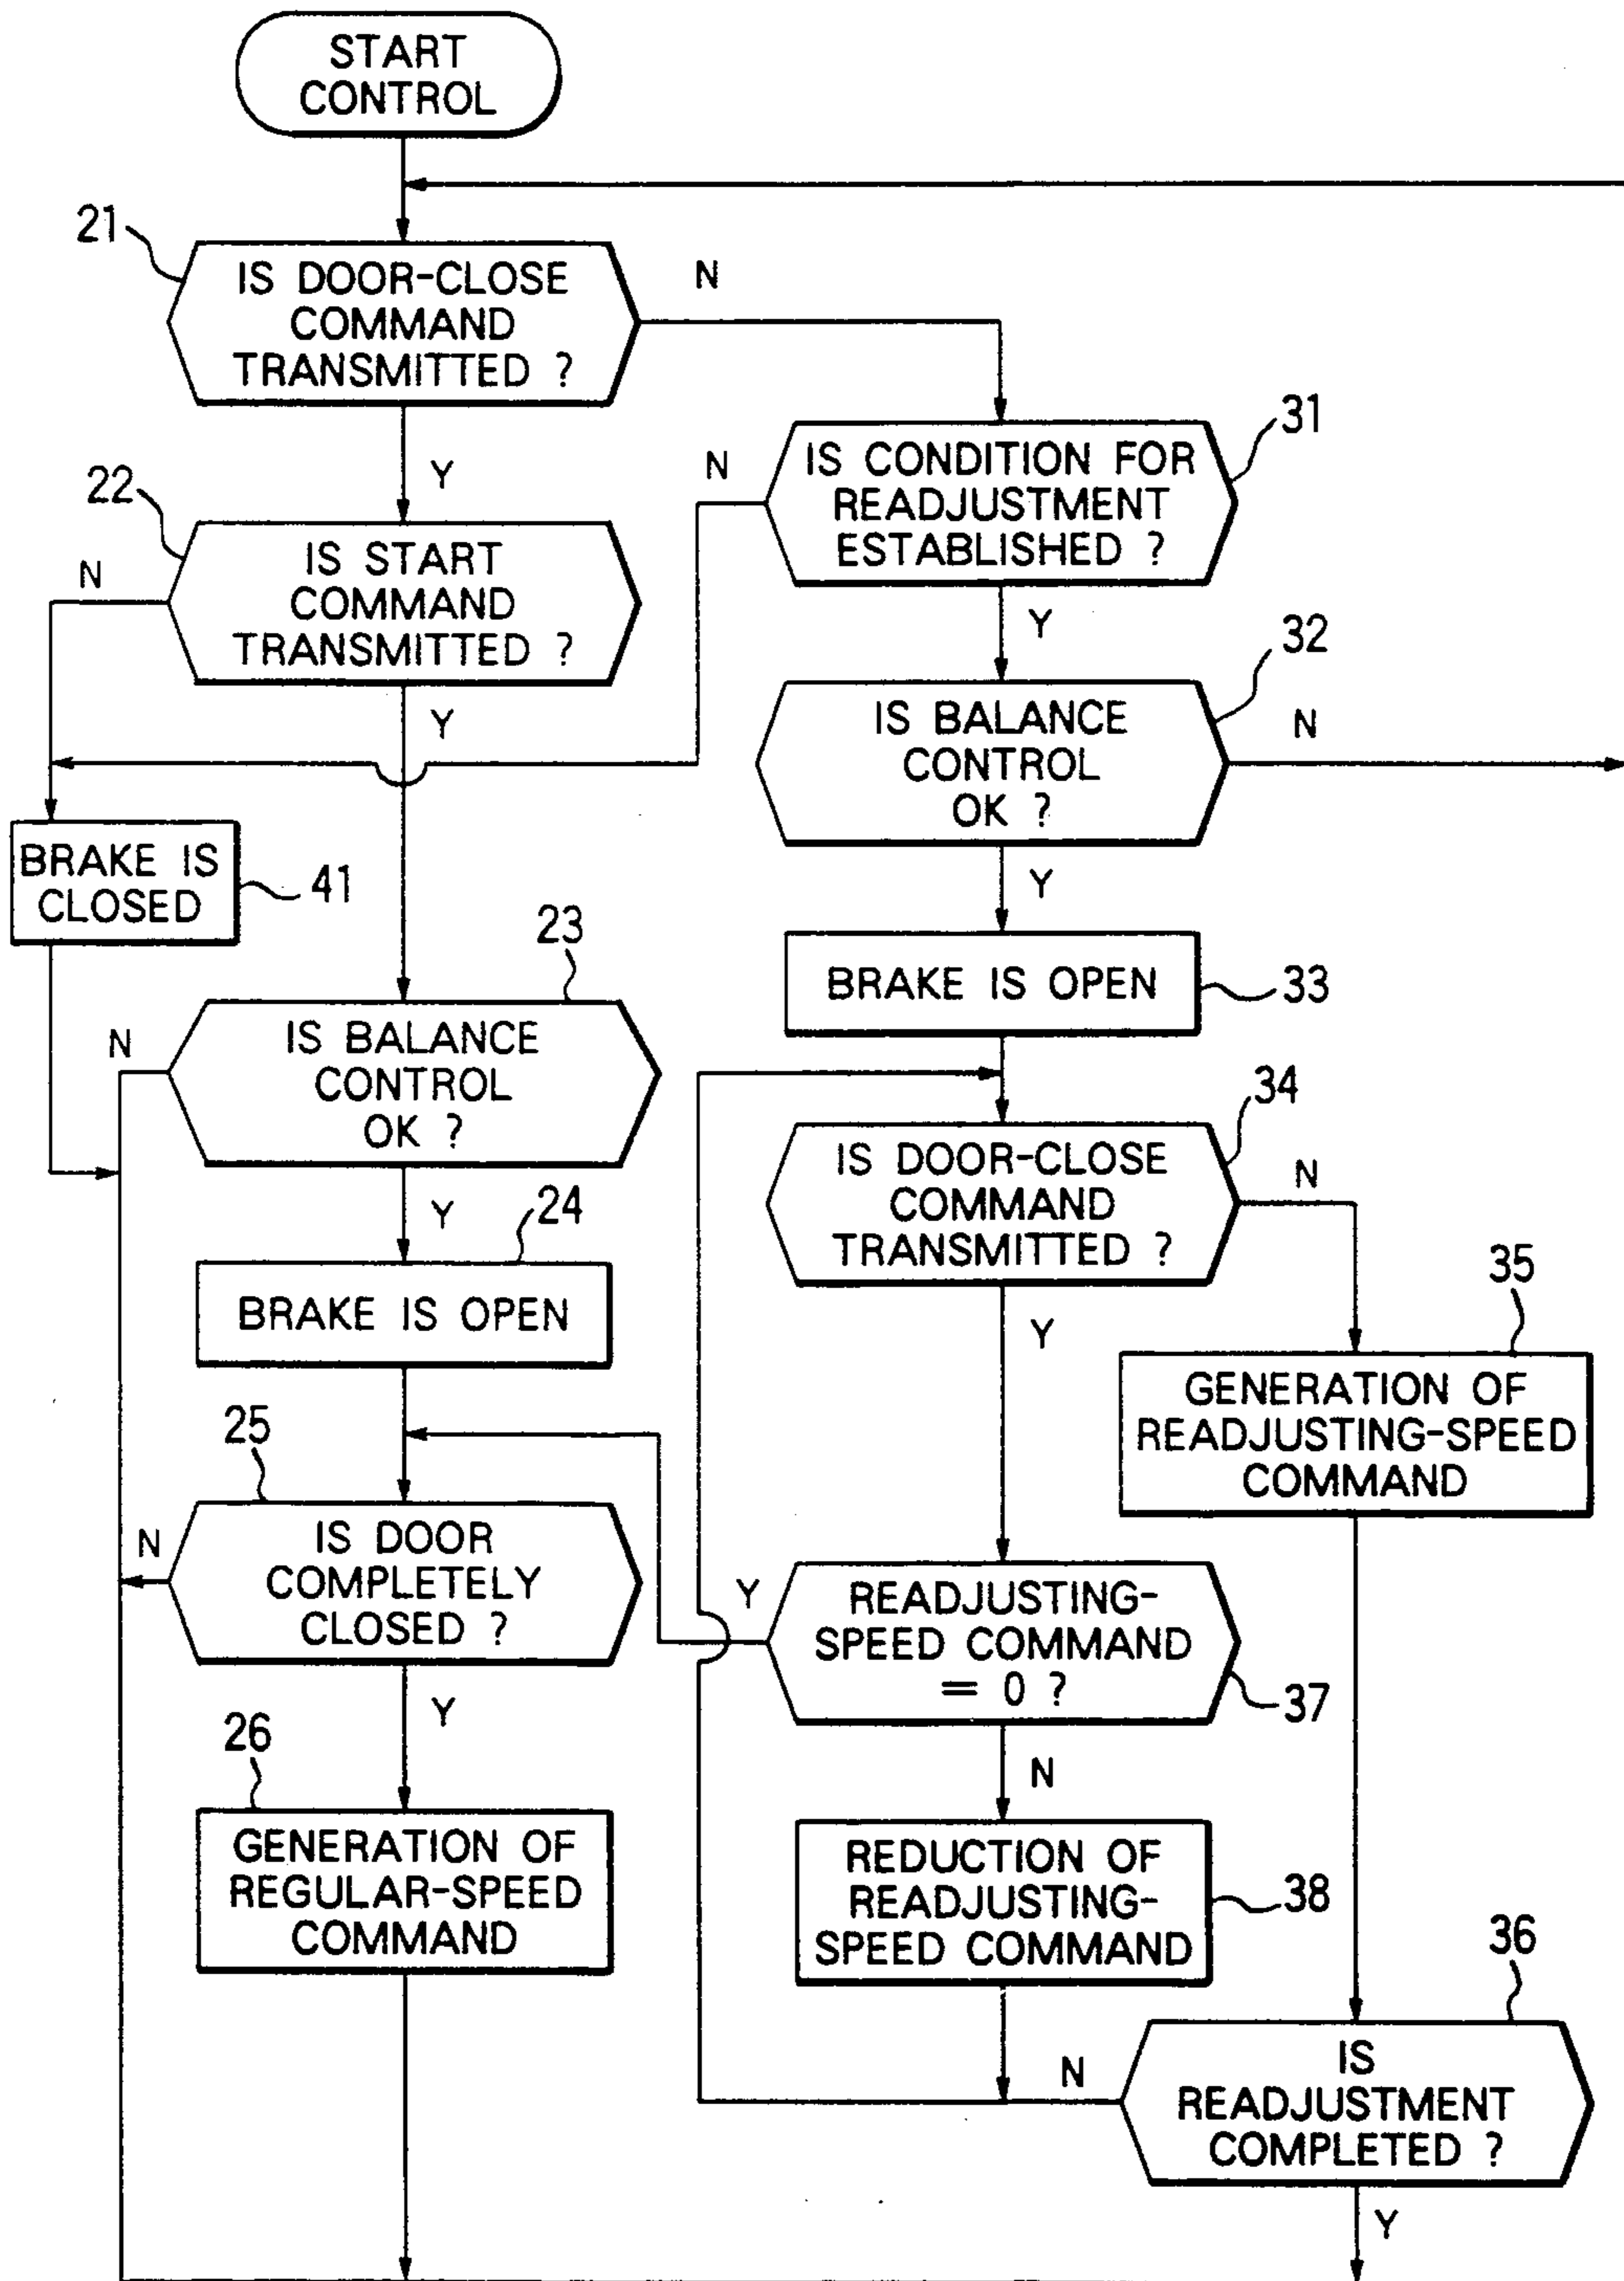 START
CONTROL
21
IS DOOR-CLOSE
COMMAND
TRANSMITTED ?
N
Y
22
IS START
COMMAND
TRANSMITTED ?
N
Y
BRAKE IS
CLOSED
41
23
IS BALANCE
CONTROL
OK ?
N
Y
24
BRAKE IS OPEN
25
IS DOOR
COMPLETELY
CLOSED ?
N
Y
26
GENERATION OF
REGULAR-SPEED
COMMAND
31
IS CONDITION FOR
READJUSTMENT
ESTABLISHED ?
N
Y
32
IS BALANCE
CONTROL
OK ?
N
Y
BRAKE IS OPEN
33
34
IS DOOR-CLOSE
COMMAND
TRANSMITTED ?
N
Y
35
GENERATION OF
READJUSTING-SPEED
COMMAND
READJUSTING-
SPEED COMMAND
= 0 ?
37
Y
N
REDUCTION OF
READJUSTING-
SPEED COMMAND
38
36
IS
READJUSTMENT
COMPLETED ?
N
Y